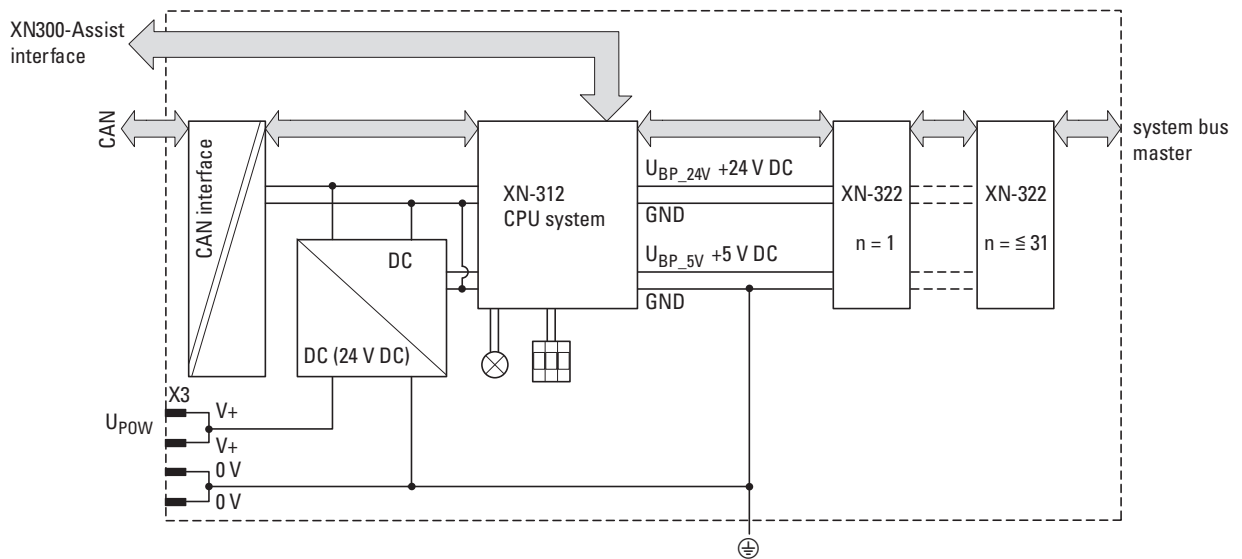 XN300-Assist
interface
CAN
CAN interface
XN-312
CPU system
U_BP_24V +24 V DC
GND
U_BP_5V +5 V DC
GND
XN-322
n = 1
XN-322
n = ≦ 31
system bus
master
DC
DC (24 V DC)
X3
U_POW
V+
V+
0 V
0 V